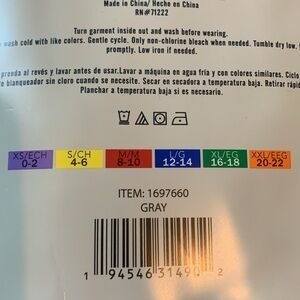 Made in China/ Hecho en China
RN#71222
Turn garment inside out and wash before wearing.
wash cold with like colors. Gentle cycle. Only non-chlorine bleach when needed. Tumble dry low,
promptly. Low iron if needed.
prenda al revés y lavar antes de usar.Lavar a máquina en agua fría y con colores similares. Ciclo
blanqueador sin cloro cuando es necesario. Secar en secadora a temperatura baja. Retirar
Planchar a temperatura baja si es necesario.
XS/ECH S/CH M/M L/G XL/EG XXL/EEG
0-2 4-6 8-10 12-14 16-18 20-22
ITEM: 1697660
GRAY
1 94546 31490 2